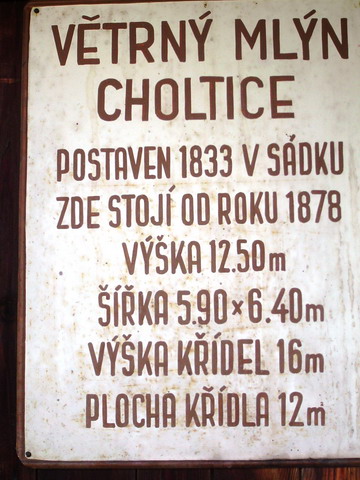 VĚTRNÝ MLÝN
CHOLTICE
POSTAVEN 1833 V SÁDKU
ZDE STOJÍ OD ROKU 1878
VÝŠKA 12.50m
ŠÍŘKA 5.90×6.40m
VÝŠKA KŘÍDEL 16m
PLOCHA KŘÍDLA 12m